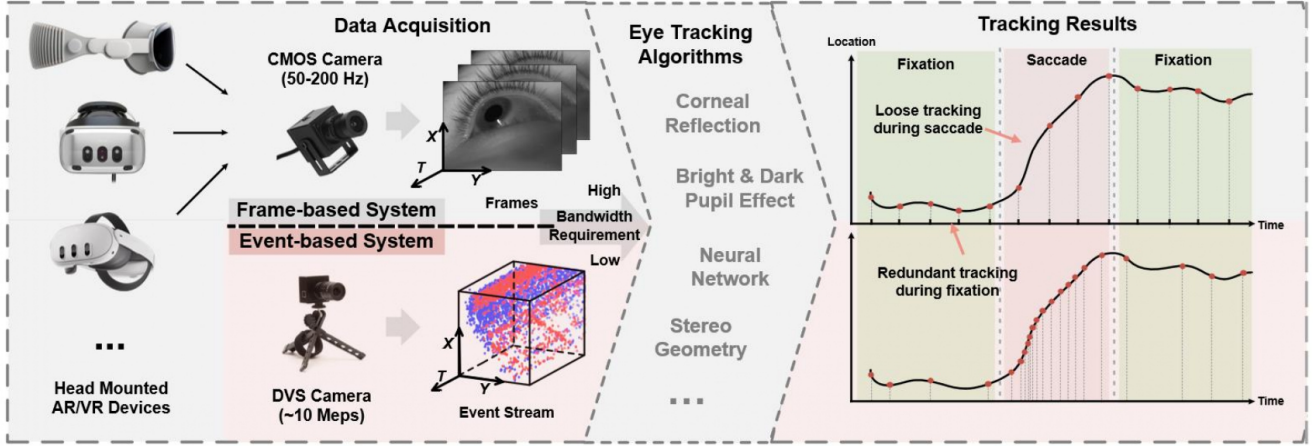 Data Acquisition
CMOS Camera
(50-200 Hz)
X
T
Y
Frames
Frame-based System
Event-based System
High
Bandwidth
Requirement
Low
X
T
Y
DVS Camera
(~10 Meps)
Event Stream
...
Head Mounted
AR/VR Devices
Eye Tracking
Algorithms
Corneal
Reflection
Bright & Dark
Pupil Effect
Neural
Network
Stereo
Geometry
...
Tracking Results
Location
Fixation
Saccade
Fixation
Loose tracking
during saccade
Time
Redundant tracking
during fixation
Time